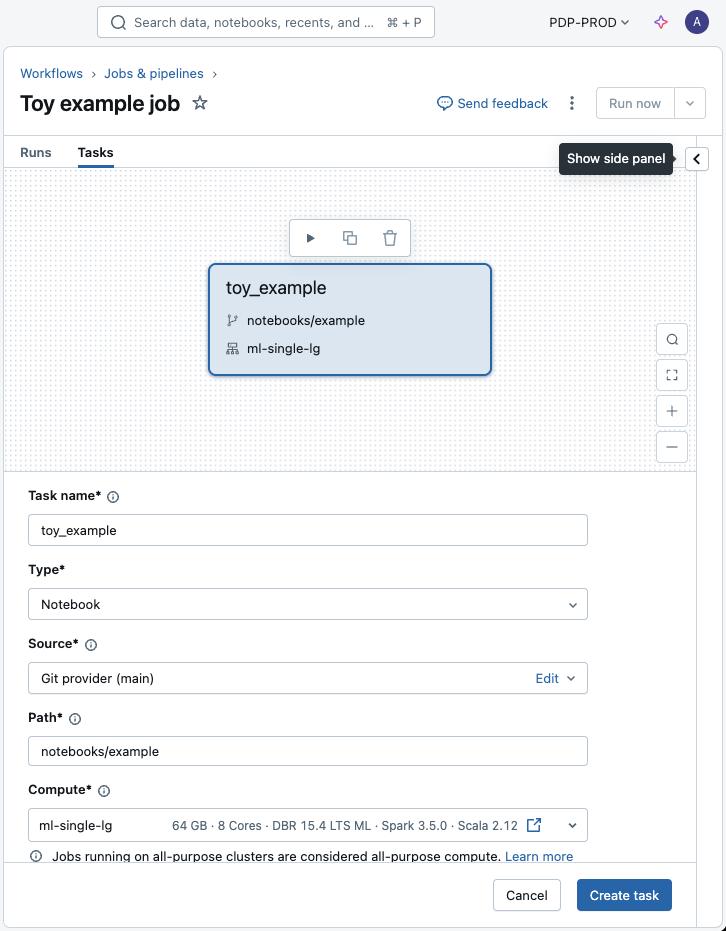 Search data, notebooks, recents, and ... ⌘ + P
PDP-PROD
A
Workflows › Jobs & pipelines ›
Toy example job
Send feedback
Run now
Runs
Tasks
Show side panel
toy_example
notebooks/example
ml-single-lg
Task name*
toy_example
Type*
Notebook
Source*
Git provider (main)
Edit
Path*
notebooks/example
Compute*
ml-single-lg
64 GB · 8 Cores · DBR 15.4 LTS ML · Spark 3.5.0 · Scala 2.12
Jobs running on all-purpose clusters are considered all-purpose compute. Learn more
Cancel
Create task